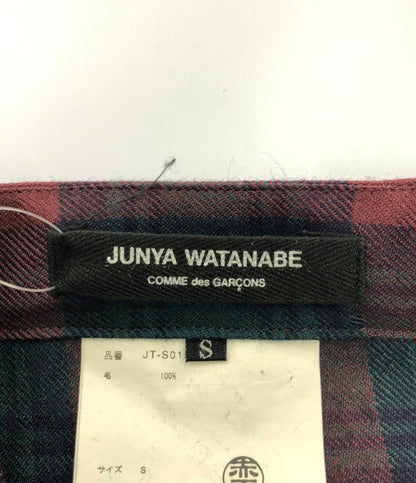 JUNYA WATANABE
COMME des GARÇONS
S
品番 JT-S01
毛 100%
サイズ S